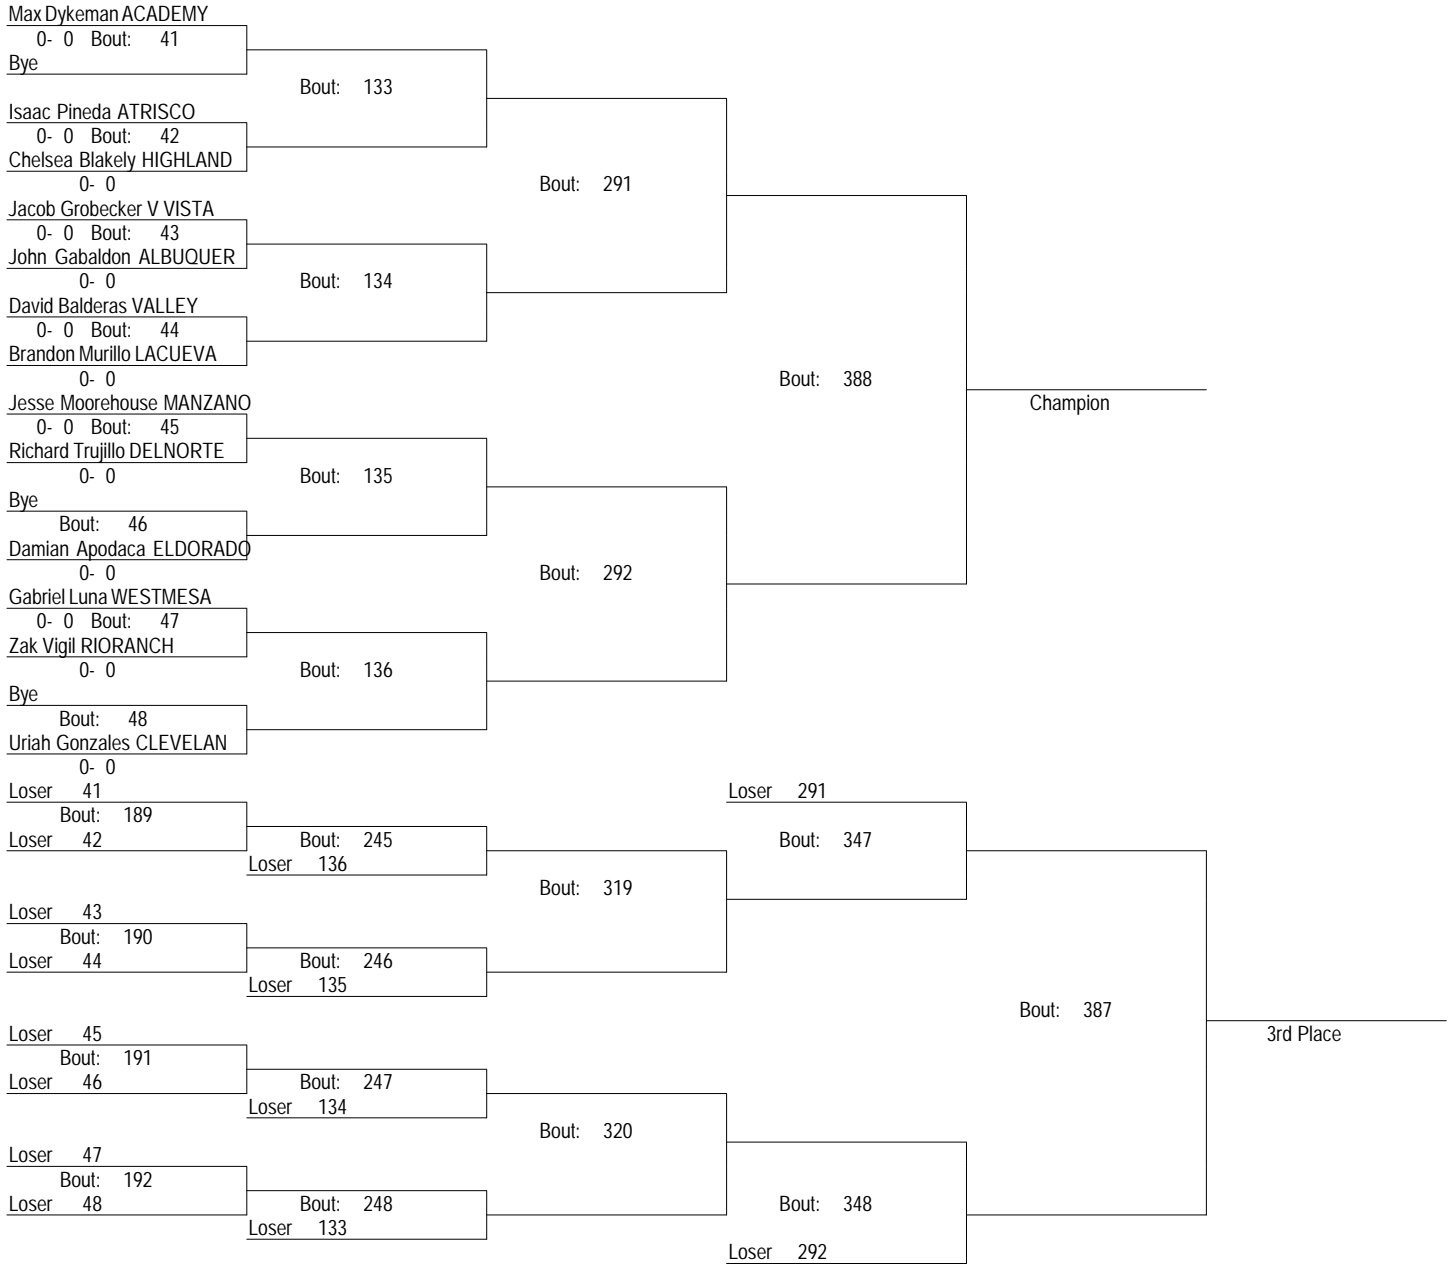 Max Dykeman ACADEMY
0- 0 Bout: 41
Bye
Bout: 133
Isaac Pineda ATRISCO
0- 0 Bout: 42
Chelsea Blakely HIGHLAND
0- 0
Bout: 291
Jacob Grobecker V VISTA
0- 0 Bout: 43
John Gabaldon ALBUQUER
0- 0
Bout: 134
David Balderas VALLEY
0- 0 Bout: 44
Brandon Murillo LACUEVA
0- 0
Bout: 388
Jesse Moorehouse MANZANO
Champion
0- 0 Bout: 45
Richard Trujillo DELNORTE
0- 0
Bout: 135
Bye
Bout: 46
Damian Apodaca ELDORADO
0- 0
Bout: 292
Gabriel Luna WESTMESA
0- 0 Bout: 47
Zak Vigil RIORANCH
0- 0
Bout: 136
Bye
Bout: 48
Uriah Gonzales CLEVELAN
0- 0
Loser 41
Loser 291
Bout: 189
Loser 42
Bout: 245
Bout: 347
Loser 136
Bout: 319
Loser 43
Bout: 190
Loser 44
Bout: 246
Loser 135
Bout: 387
Loser 45
3rd Place
Bout: 191
Loser 46
Bout: 247
Loser 134
Bout: 320
Loser 47
Bout: 192
Loser 48
Bout: 248
Bout: 348
Loser 133
Loser 292